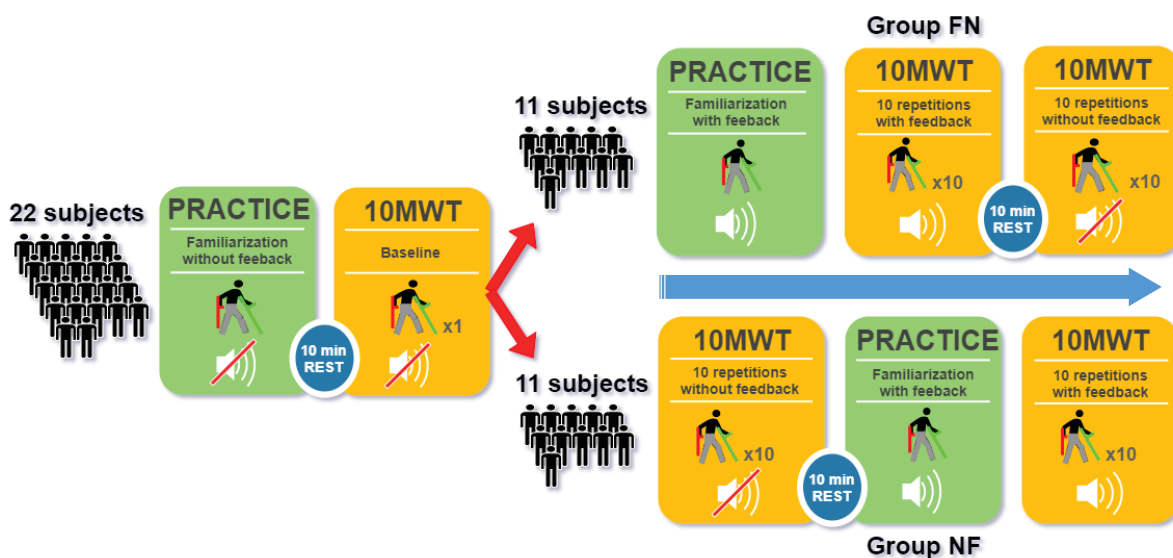 22 subjects
PRACTICE
Familiarization
without feeback
10 min
REST
10MWT
Baseline
x1
11 subjects
Group FN
PRACTICE
Familiarization
with feeback
10MWT
10 repetitions
with feedback
x10
10 min
REST
10MWT
10 repetitions
without feedback
x10
11 subjects
10MWT
10 repetitions
without feedback
x10
10 min
REST
PRACTICE
Familiarization
with feeback
10MWT
10 repetitions
with feedback
x10
Group NF